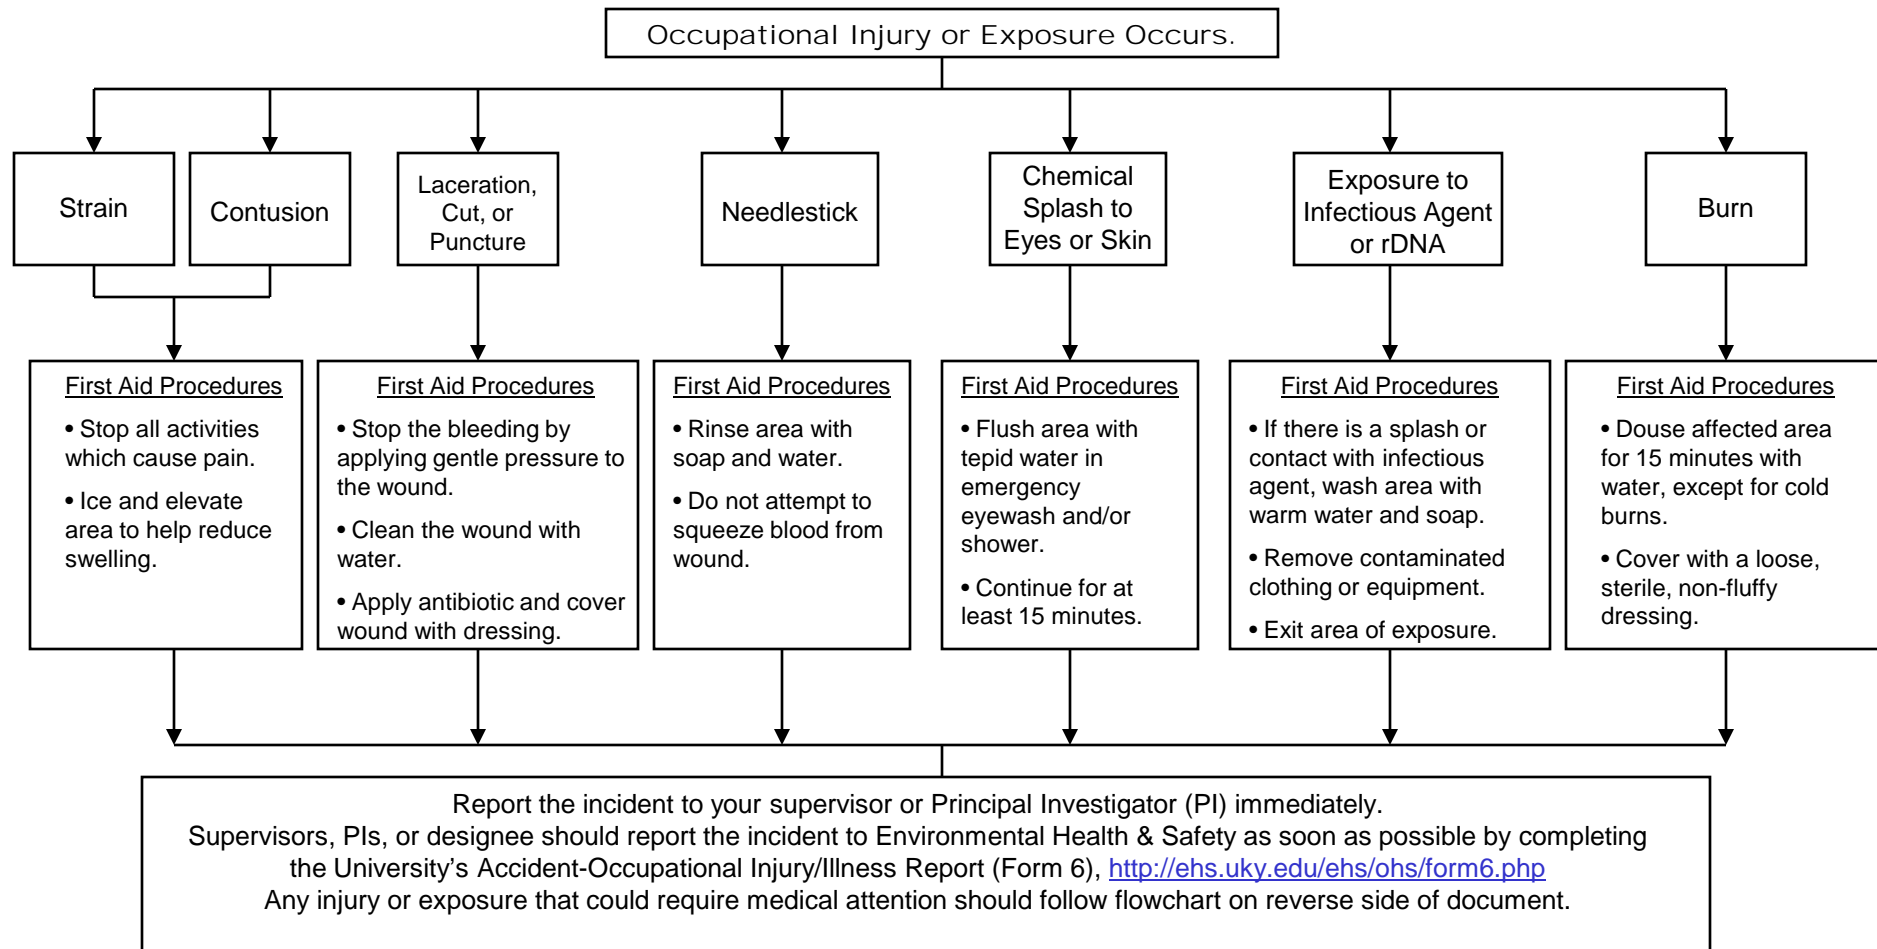 Occupational Injury or Exposure Occurs.
Strain
Contusion
Laceration,
Cut, or
Puncture
Needlestick
Chemical
Splash to
Eyes or Skin
Exposure to
Infectious Agent
or rDNA
Burn
First Aid Procedures
• Stop all activities
which cause pain.
• Ice and elevate
area to help reduce
swelling.
First Aid Procedures
• Stop the bleeding by
applying gentle pressure to
the wound.
• Clean the wound with
water.
• Apply antibiotic and cover
wound with dressing.
First Aid Procedures
• Rinse area with
soap and water.
• Do not attempt to
squeeze blood from
wound.
First Aid Procedures
• Flush area with
tepid water in
emergency
eyewash and/or
shower.
• Continue for at
least 15 minutes.
First Aid Procedures
• If there is a splash or
contact with infectious
agent, wash area with
warm water and soap.
• Remove contaminated
clothing or equipment.
• Exit area of exposure.
First Aid Procedures
• Douse affected area
for 15 minutes with
water, except for cold
burns.
• Cover with a loose,
sterile, non-fluffy
dressing.
Report the incident to your supervisor or Principal Investigator (PI) immediately.
Supervisors, PIs, or designee should report the incident to Environmental Health & Safety as soon as possible by completing
the University’s Accident-Occupational Injury/Illness Report (Form 6), http://ehs.uky.edu/ehs/ohs/form6.php
Any injury or exposure that could require medical attention should follow flowchart on reverse side of document.